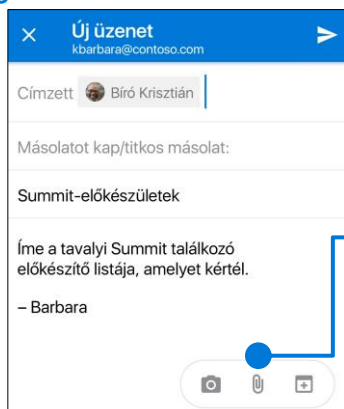 Új üzenet
kbarbara@contoso.com
Címzett Bíró Krisztián
Másolatot kap/titkos másolat:
Summit-előkészületek
Íme a tavalyi Summit találkozó
előkészítő listája, amelyet kértél.
– Barbara